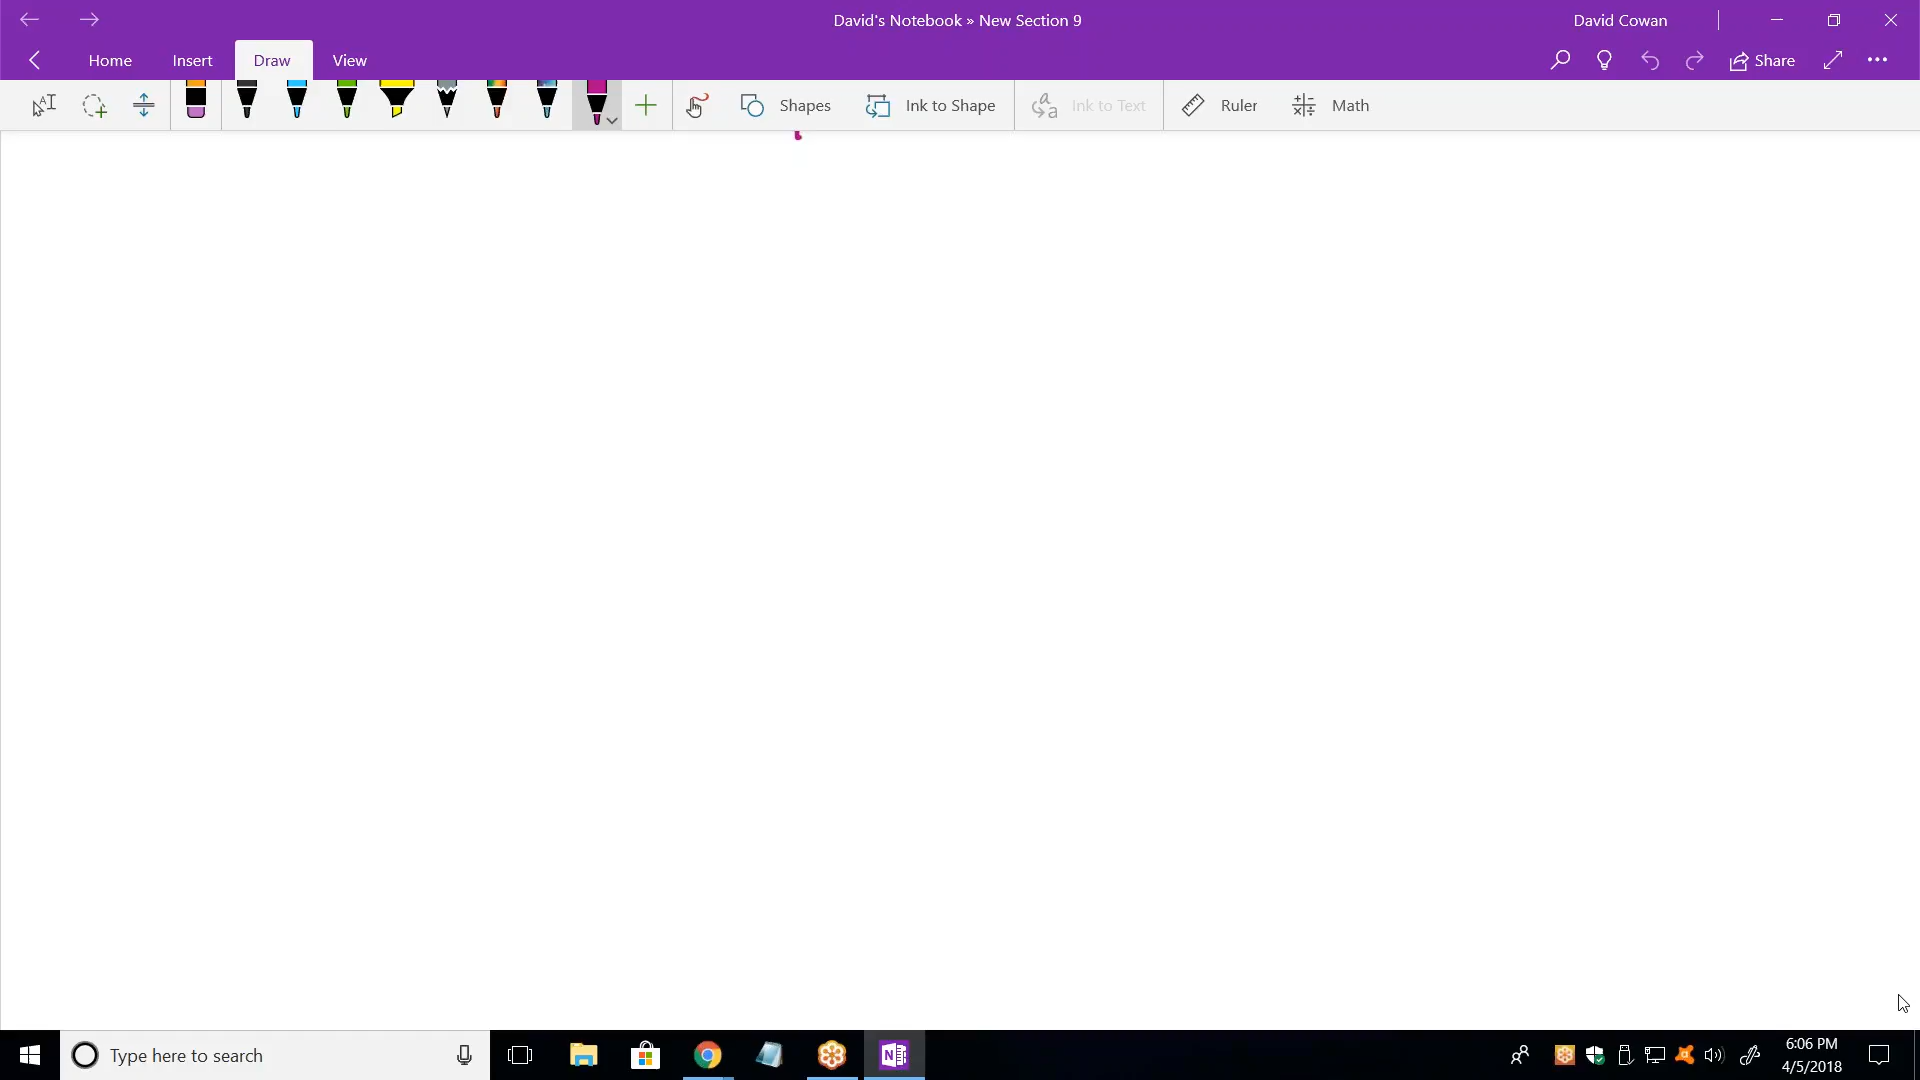 David's Notebook » New Section 9
David Cowan
Home
Insert
Draw
View
Share
Shapes
Ink to Shape
Ink to Text
Ruler
Math
Type here to search
6:06 PM
4/5/2018